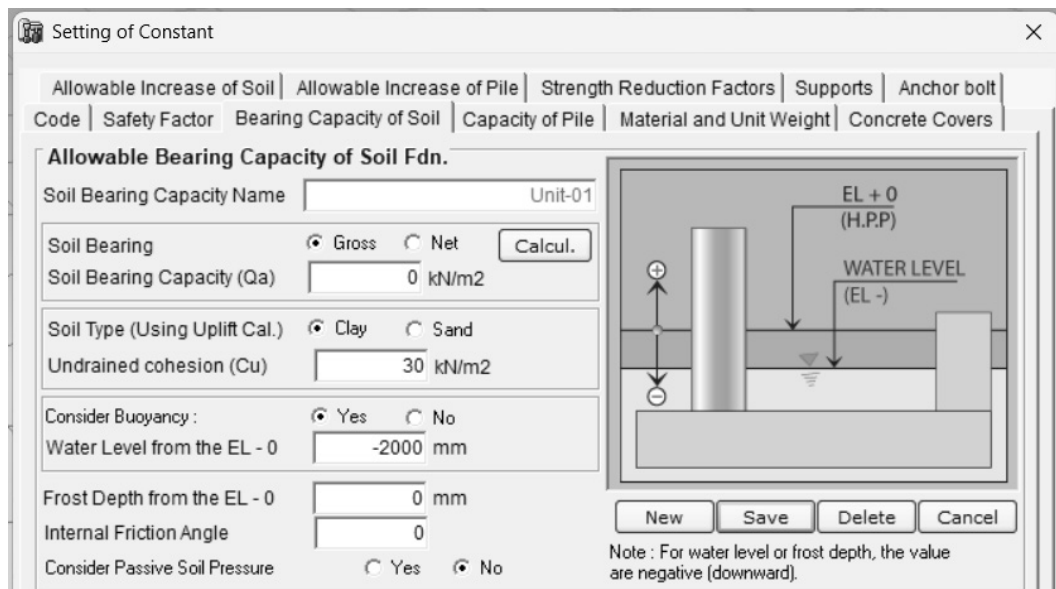 Setting of Constant
Allowable Increase of Soil Allowable Increase of Pile Strength Reduction Factors Supports Anchor bolt
Code Safety Factor Bearing Capacity of Soil Capacity of Pile Material and Unit Weight Concrete Covers
Allowable Bearing Capacity of Soil Fdn.
Soil Bearing Capacity Name Unit-01
Soil Bearing Gross Net Calcul.
Soil Bearing Capacity (Qa) 0 kN/m2
Soil Type (Using Uplift Cal.) Clay Sand
Undrained cohesion (Cu) 30 kN/m2
Consider Buoyancy : Yes No
Water Level from the EL - 0 -2000 mm
Frost Depth from the EL - 0 0 mm
Internal Friction Angle 0
Consider Passive Soil Pressure Yes No
EL + 0
(H.P.P)
WATER LEVEL
(EL -)
New Save Delete Cancel
Note : For water level or frost depth, the value
are negative (downward).